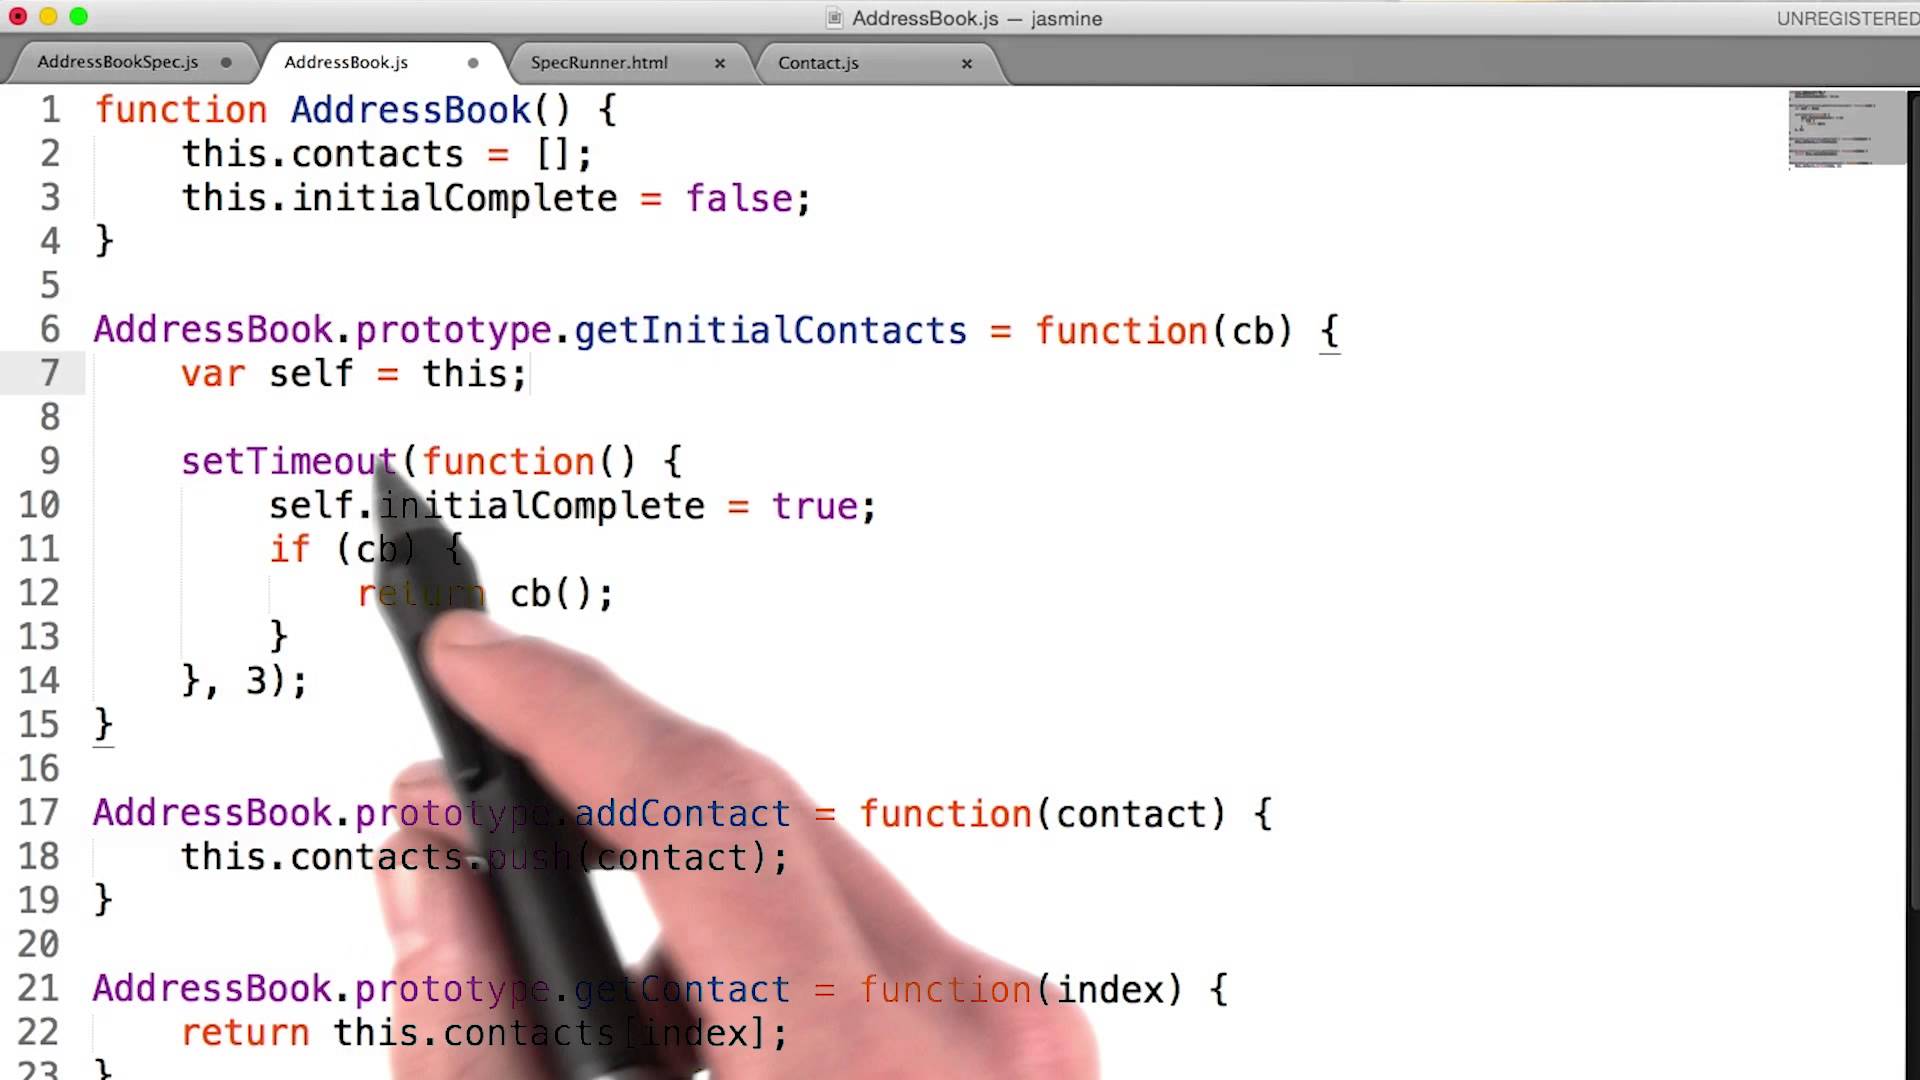 AddressBook.js — jasmine
UNREGISTERED
AddressBookSpec.js
AddressBook.js
SpecRunner.html
Contact.js
1 function AddressBook() {
2 this.contacts = [];
3 this.initialComplete = false;
4 }
5
6 AddressBook.prototype.getInitialContacts = function(cb) {
7 var self = this;
8
9 setTimeout(function() {
10 self.initialComplete = true;
11 if (cb) {
12 return cb();
13 }
14 }, 3);
15 }
16
17 AddressBook.prototype.addContact = function(contact) {
18 this.contacts.push(contact);
19 }
20
21 AddressBook.prototype.getContact = function(index) {
22 return this.contacts[index];
23 }